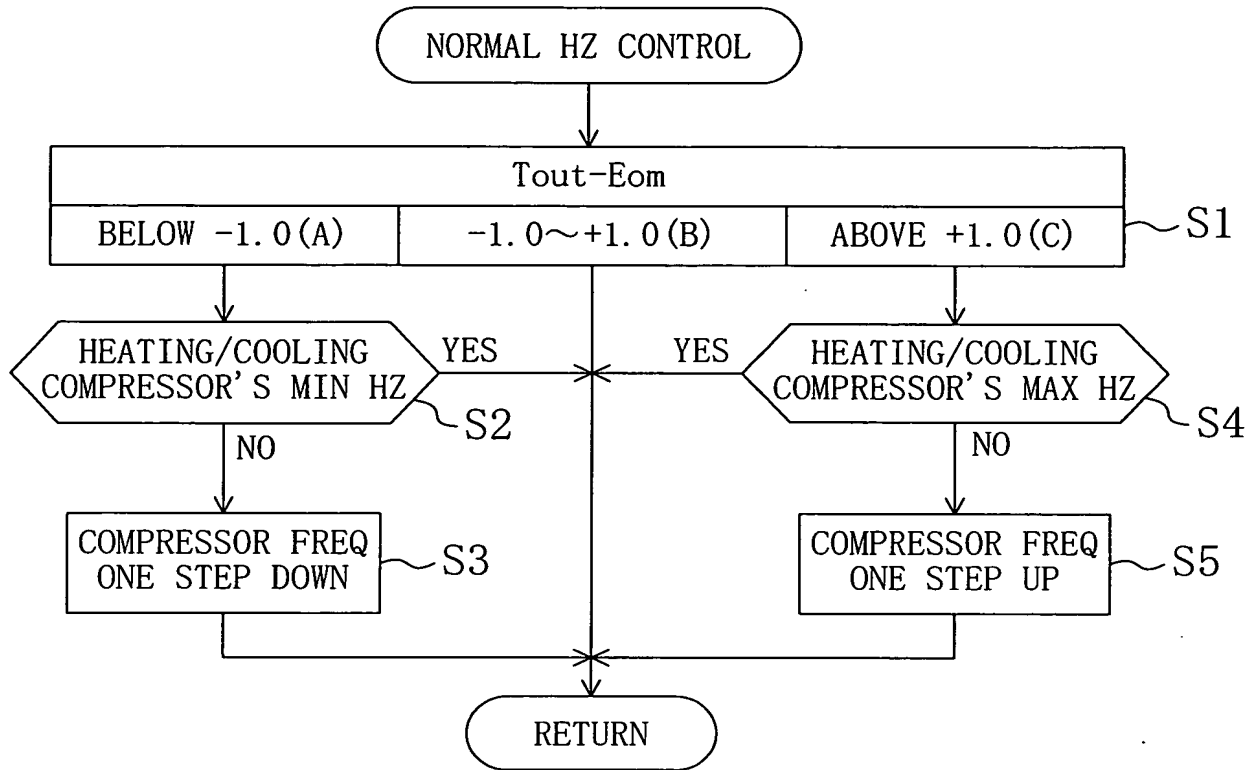 NORMAL HZ CONTROL
Tout-Eom
BELOW -1.0(A)
-1.0～+1.0(B)
ABOVE +1.0(C)
S1
HEATING/COOLING
COMPRESSOR'S MIN HZ
YES
S2
NO
YES
HEATING/COOLING
COMPRESSOR'S MAX HZ
S4
NO
COMPRESSOR FREQ
ONE STEP DOWN
S3
COMPRESSOR FREQ
ONE STEP UP
S5
RETURN